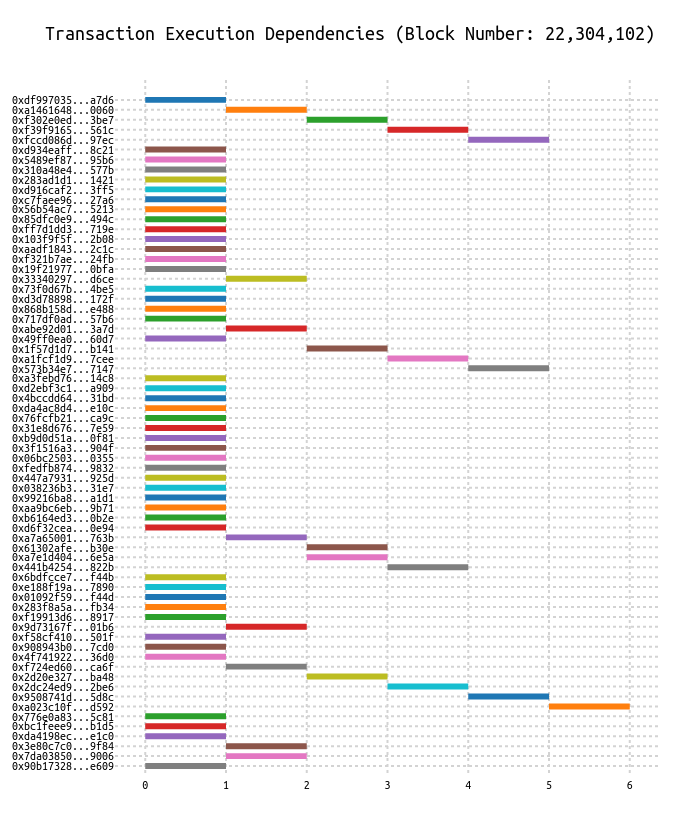 Transaction Execution Dependencies (Block Number: 22,304,102)
0xdf997035...a7d6
0xa1461648...0060
0xf302e0ed...3be7
0xf39f9165...561c
0xfccd086d...97ec
0xd934eaff...8c21
0x5489ef87...95b6
0x310a48e4...577b
0x283ad1d1...1421
0xd916caf2...3ff5
0xc7faee96...27a6
0x56b54ac7...5213
0x85dfc0e9...494c
0xff7d1dd3...719e
0x103f9f5f...2b08
0xaadf1843...2c1c
0xf321b7ae...24fb
0x19f21977...0bfa
0x33340297...d6ce
0x73f0d67b...4be5
0xd3d78898...172f
0x868b158d...e488
0x717df0ad...57b6
0xabe92d01...3a7d
0x49ff0ea0...60d7
0x1f57d1d7...b141
0xa1fcf1d9...7cee
0x573b34e7...7147
0xa3febd76...14c8
0xd2ebf3c1...a909
0x4bccdd64...31bd
0xda4ac8d4...e10c
0x76fcfb21...ca9c
0x31e8d676...7e59
0xb9d0d51a...0f81
0x3f1516a3...904f
0x06bc2503...0355
0xfedfb874...9832
0x447a7931...925d
0x038236b3...31e7
0x99216ba8...a1d1
0xaa9bc6eb...9b71
0xb6164ed3...0b2e
0xd6f32cea...0e94
0xa7a65001...763b
0x61302afe...b30e
0xa7e1d404...6e5a
0x441b4254...822b
0x6bdfcce7...f44b
0xe188f19a...7890
0x01092f59...f44d
0x283f8a5a...fb34
0xf19913d6...8917
0x9d73167f...01b6
0xf58cf410...501f
0x908943b0...7cd0
0x4f741922...36d0
0xf724ed60...ca6f
0x2d20e327...ba48
0x2dc24ed9...2be6
0x9508741d...5d8c
0xa023c10f...d592
0x776e0a83...5c81
0xbc1feee9...b1d5
0xda4198ec...e1c0
0x3e80c7c0...9f84
0x7da03850...9006
0x90b17328...e609
0 1 2 3 4 5 6